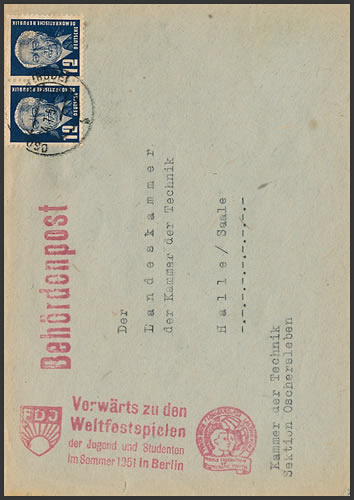 12
DEUTSCHE
DEMOKRATISCHE REPUBLIK
12
DEUTSCHE
DEMOKRATISCHE REPUBLIK
Behördenpost
Der
Landeskammer
der Kammer der Technik
Halle/Saale
-.-.-.-.-.-.-.-
Kammer der Technik
Sektion Oschersleben
FDJ
Vorwärts zu den
Weltfestspielen
der Jugend und Studenten
im Sommer 1951 in Berlin